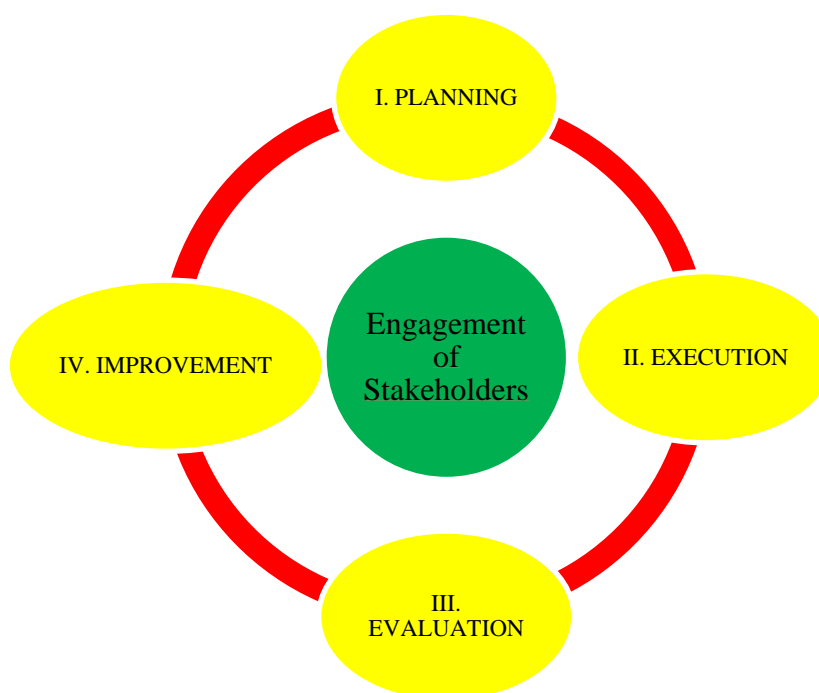 I. PLANNING
Engagement
of
Stakeholders
II. EXECUTION
IV. IMPROVEMENT
III.
EVALUATION